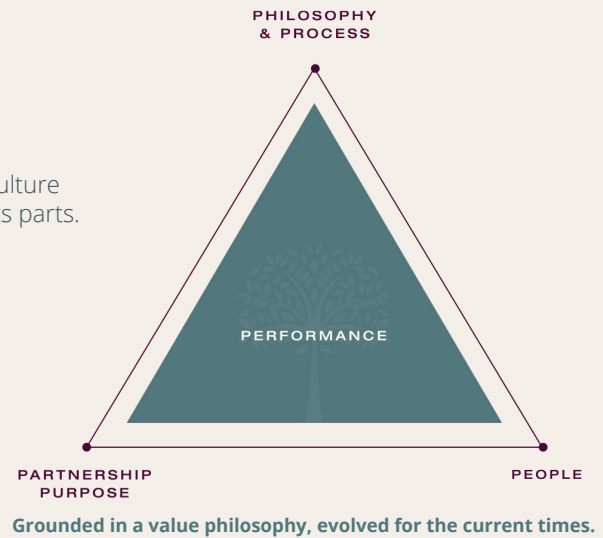 PHILOSOPHY
& PROCESS
ulture
s parts.
PERFORMANCE
PARTNERSHIP
PURPOSE
PEOPLE
Grounded in a value philosophy, evolved for the current times.